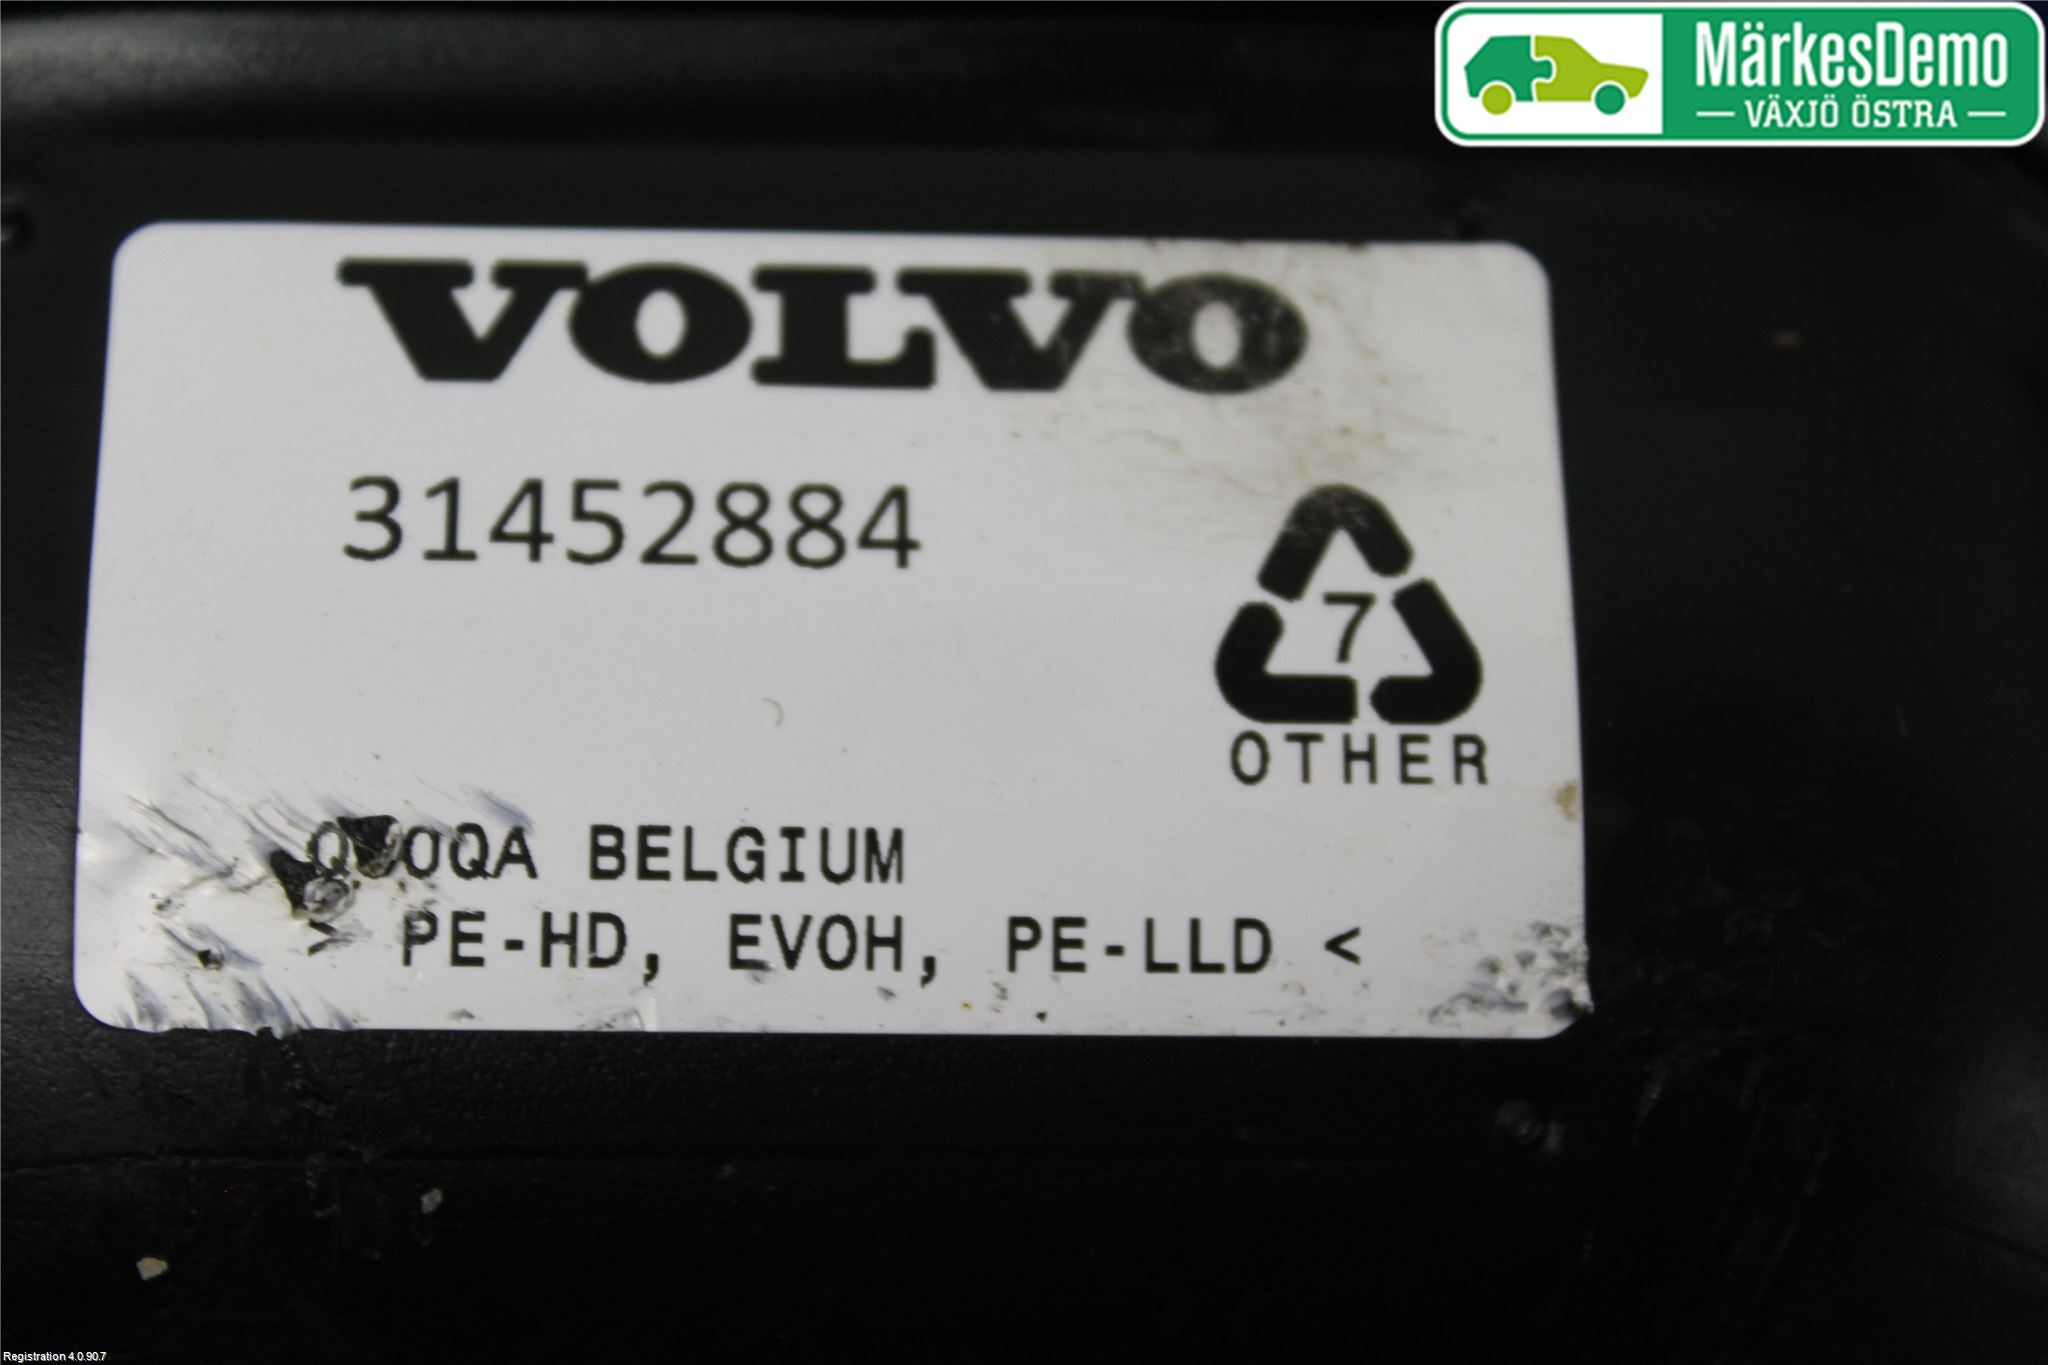 MärkesDemo
VÄXJÖ ÖSTRA
VOLVO
31452884
7
OTHER
BELGIUM
> PE-HD, EVOH, PE-LLD <
Registration 4.0.90.7